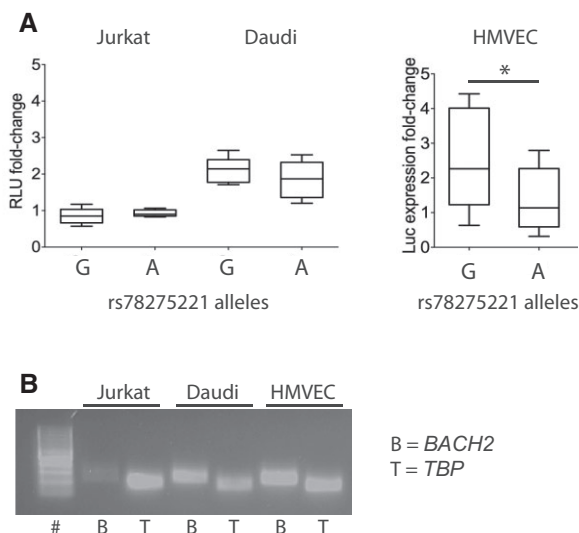 A
Jurkat Daudi HMVEC
RLU fold-change
5
4
3
2
1
0
G A G A
rs78275221 alleles
Luc expression fold-change
5
4
3
2
1
0
*
G A
rs78275221 alleles
B
Jurkat Daudi HMVEC
# B T B T B T
B = BACH2
T = TBP